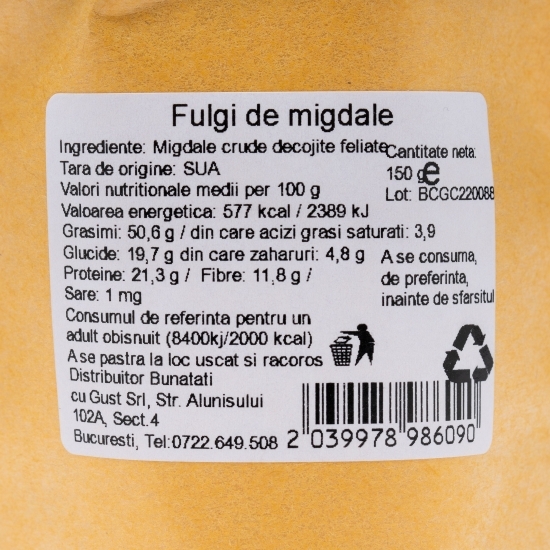 Fulgi de migdale
Ingrediente: Migdale crude decojite feliate
Tara de origine: SUA
Valori nutritionale medii per 100 g
Valoarea energetica: 577 kcal / 2389 kJ
Grasimi: 50,6 g / din care acizi grasi saturati: 3,9
Glucide: 19,7 g din care zaharuri: 4,8 g
Proteine: 21,3 g / Fibre: 11,8 g /
Sare: 1 mg
Consumul de referinta pentru un
adult obisnuit (8400kj/2000 kcal)
A se pastra la loc uscat si racoros
Distribuitor Bunatati
cu Gust Srl, Str. Alunisului
102A, Sect.4
Bucuresti, Tel:0722.649.508
Cantitate neta:
150 g e
Lot: BCGC220088
A se consuma,
de preferinta,
inainte de sfarsitul
2 039978 986090